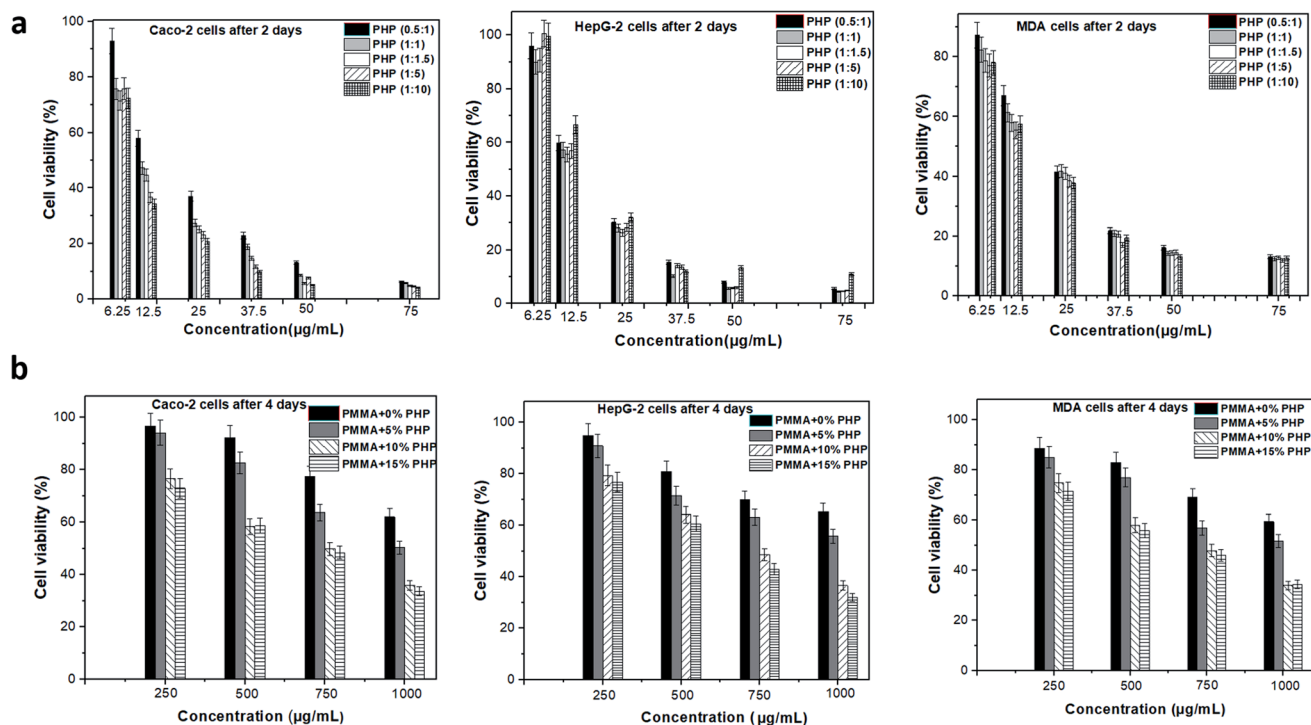 a
Caco-2 cells after 2 days
PHP (0.5:1)
PHP (1:1)
PHP (1:1.5)
PHP (1:5)
PHP (1:10)
Cell viability (%)
100
80
60
40
20
0
6.25 12.5 25 37.5 50 75
Concentration(µg/mL)
HepG-2 cells after 2 days
PHP (0.5:1)
PHP (1:1)
PHP (1:1.5)
PHP (1:5)
PHP (1:10)
Cell viability (%)
100
80
60
40
20
0
6.25 12.5 25 37.5 50 75
Concentration(µg/mL)
MDA cells after 2 days
PHP (0.5:1)
PHP (1:1)
PHP (1:1.5)
PHP (1:5)
PHP (1:10)
Cell viability (%)
80
60
40
20
0
6.25 12.5 25 37.5 50 75
Concentration(µg/mL)
b
Caco-2 cells after 4 days
PMMA+0% PHP
PMMA+5% PHP
PMMA+10% PHP
PMMA+15% PHP
Cell viability (%)
100
80
60
40
20
0
250 500 750 1000
Concentration (µg/mL)
HepG-2 cells after 4 days
PMMA+0% PHP
PMMA+5% PHP
PMMA+10% PHP
PMMA+15% PHP
Cell viability (%)
100
80
60
40
20
0
250 500 750 1000
Concentration (µg/mL)
MDA cells after 4 days
PMMA+0% PHP
PMMA+5% PHP
PMMA+10% PHP
PMMA+15% PHP
Cell viability (%)
100
80
60
40
20
0
250 500 750 1000
Concentration (µg/mL)